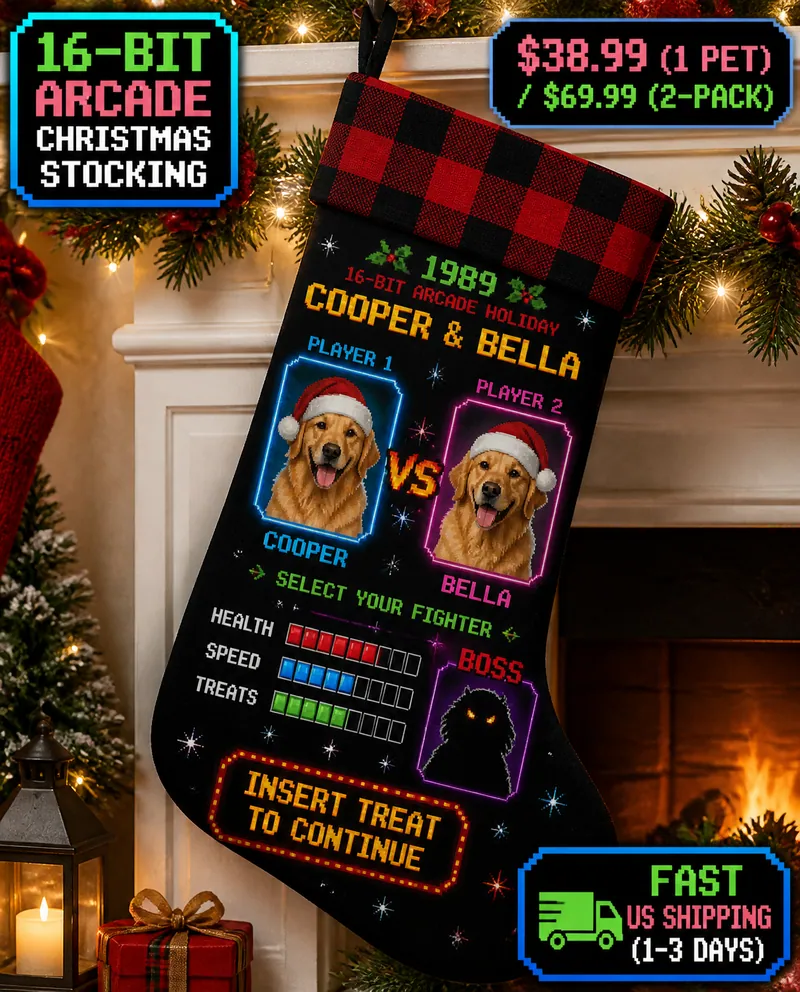 16-BIT
ARCADE
CHRISTMAS
STOCKING
$38.99 (1 PET)
/ $69.99 (2-PACK)
1989
16-BIT ARCADE HOLIDAY
COOPER & BELLA
PLAYER 1
PLAYER 2
VS
COOPER
BELLA
SELECT YOUR FIGHTER
HEALTH
SPEED
TREATS
BOSS
INSERT TREAT
TO CONTINUE
FAST
US SHIPPING
(1-3 DAYS)